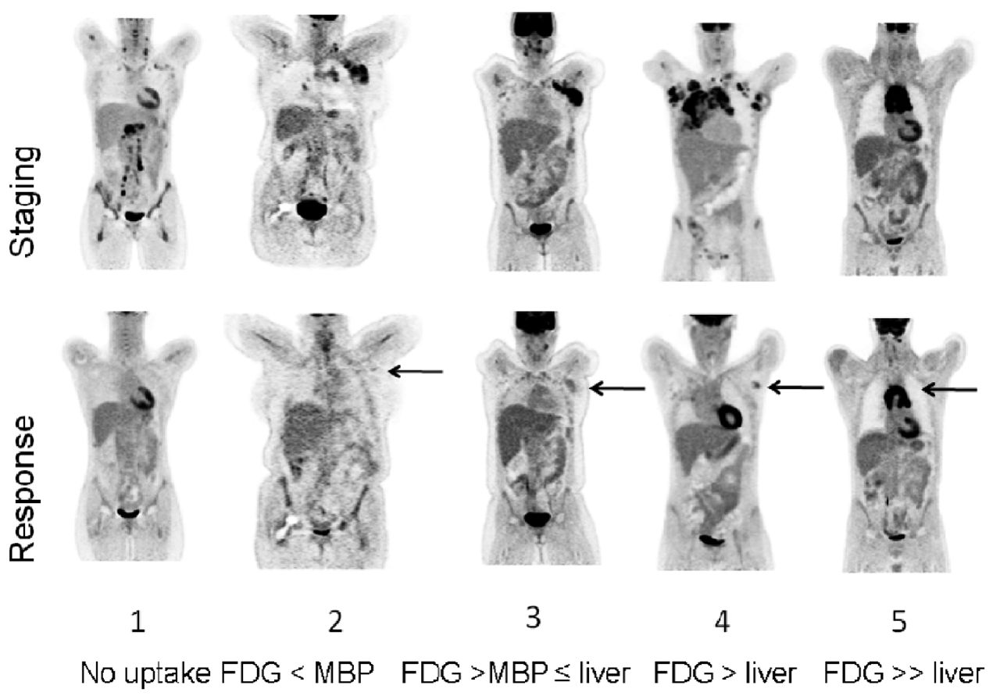 Staging
Response
1 2 3 4 5
No uptake FDG < MBP FDG >MBP ≤ liver FDG > liver FDG >> liver